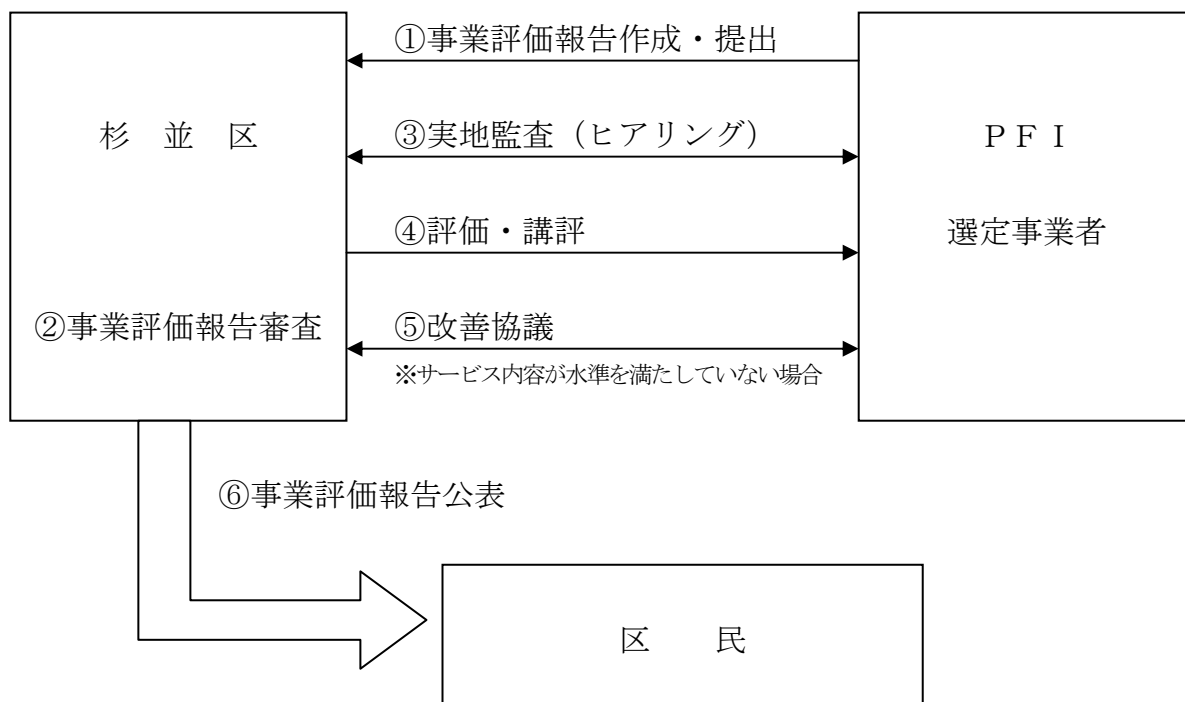 ①事業評価報告作成・提出
杉 並 区
③実地監査（ヒアリング）
ＰＦＩ
④評価・講評
選定事業者
②事業評価報告審査
⑤改善協議
※サービス内容が水準を満たしていない場合
⑥事業評価報告公表
区 民